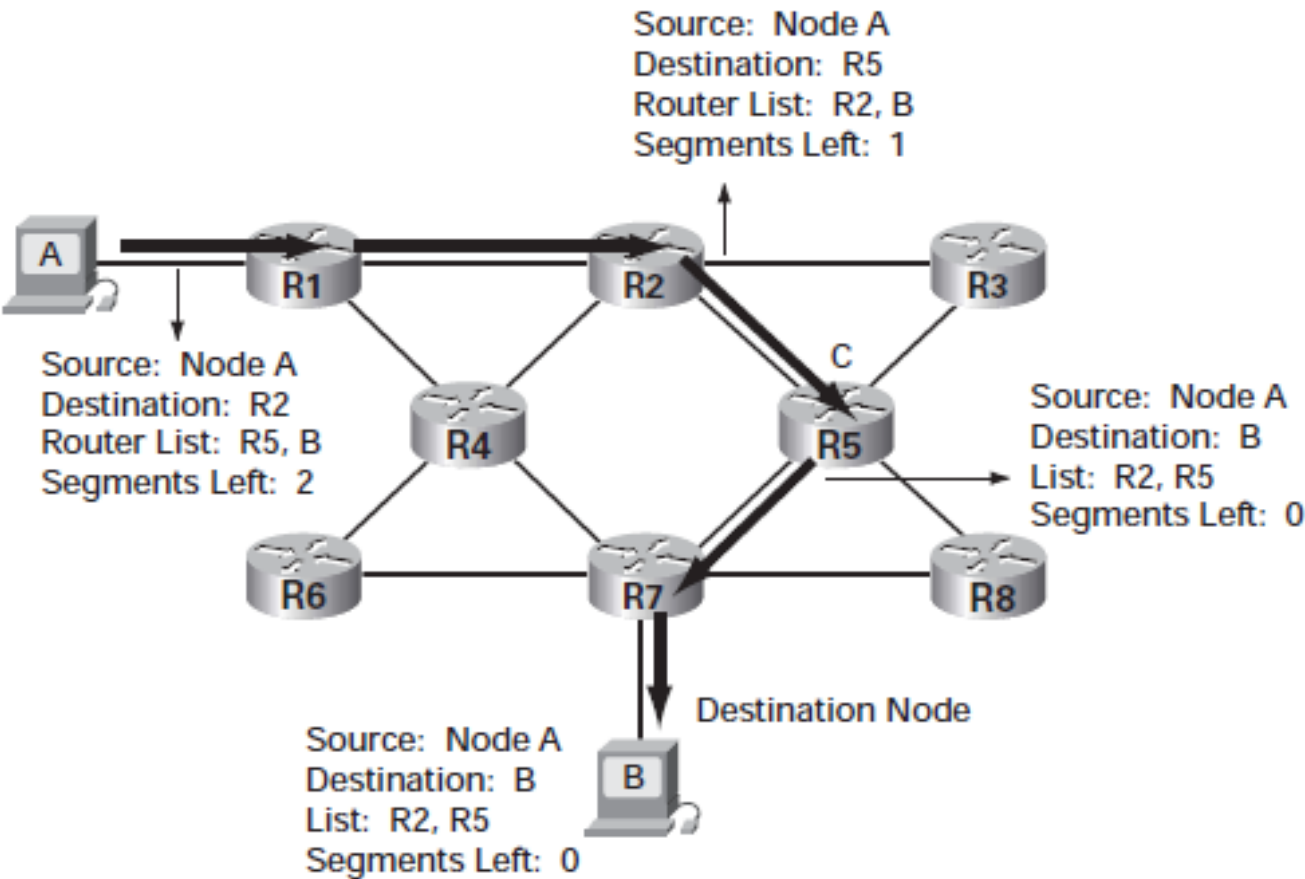 Source: Node A
Destination: R5
Router List: R2, B
Segments Left: 1
A
R1
R2
R3
Source: Node A
Destination: R2
Router List: R5, B
Segments Left: 2
C
R4
R5
Source: Node A
Destination: B
List: R2, R5
Segments Left: 0
R6
R7
R8
Destination Node
Source: Node A
Destination: B
List: R2, R5
Segments Left: 0
B